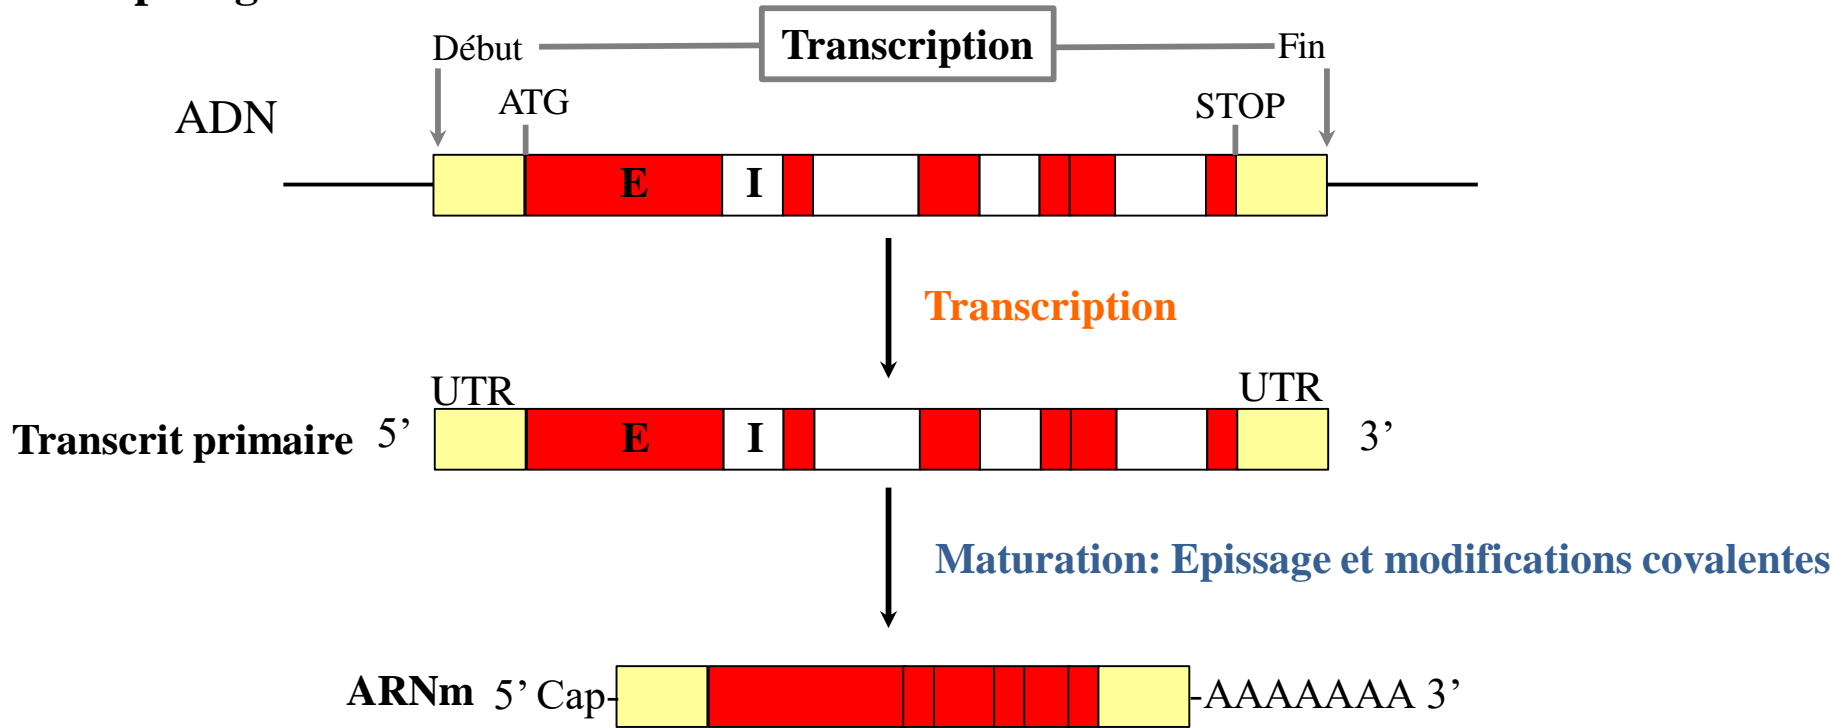 Début Transcription Fin
ADN ATG STOP
E I
Transcription
UTR UTR
Transcrit primaire 5’ E I 3’
Maturation: Epissage et modifications covalentes
ARNm 5’ Cap- -AAAAAAA 3’